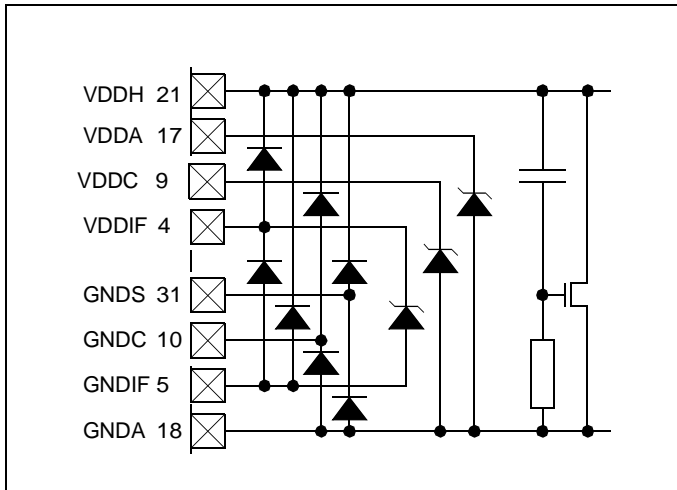 VDDH 21
VDDA 17
VDDC 9
VDDIF 4
GNDS 31
GNDC 10
GNDIF 5
GNDA 18